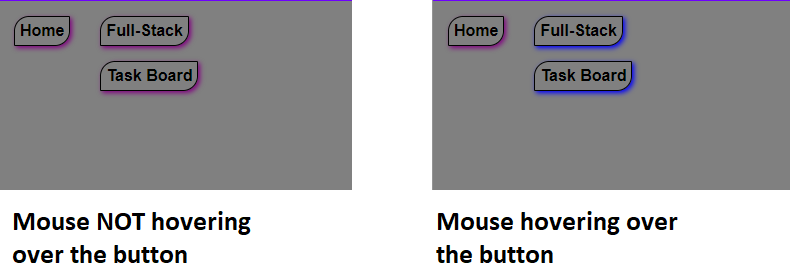 Home Full-Stack Home Full-Stack
Task Board Task Board
Mouse NOT hovering
over the button
Mouse hovering over
the button